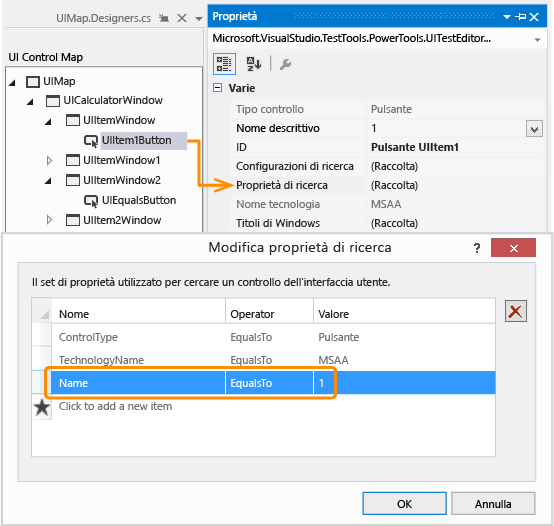 UIMap.Designers.cs
UI Control Map
UIMap
UICalculatorWindow
UIItemWindow
UIItem1Button
UIItemWindow1
UIItemWindow2
UIEqualsButton
UIItem2Window
Proprietà
Microsoft.VisualStudio.TestTools.PowerTools.UITestEditor...
Varie
Tipo controllo Pulsante
Nome descrittivo 1
ID Pulsante UIItem1
Configurazioni di ricerca (Raccolta)
Proprietà di ricerca (Raccolta)
Nome tecnologia MSAA
Titoli di Windows (Raccolta)
Modifica proprietà di ricerca
Il set di proprietà utilizzato per cercare un controllo dell'interfaccia utente.
Nome Operator Valore
ControlType EqualsTo Pulsante
TechnologyName EqualsTo MSAA
Name EqualsTo 1
Click to add a new item
OK Annulla